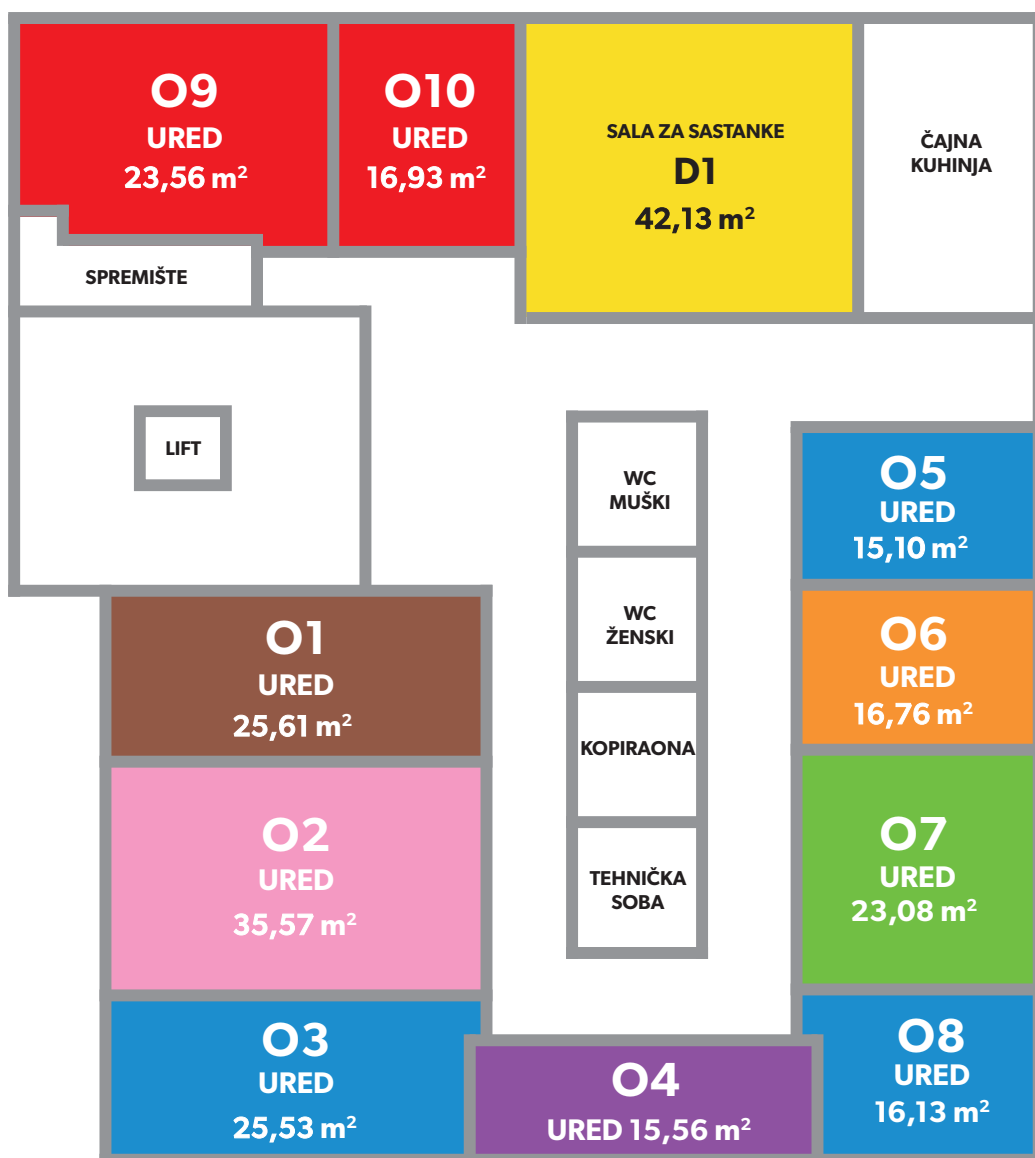 O9
URED
23,56 m²
O10
URED
16,93 m²
SALA ZA SASTANKE
D1
42,13 m²
ČAJNA
KUHINJA
SPREMIŠTE
LIFT
WC
MUŠKI
WC
ŽENSKI
KOPIRAONA
TEHNIČKA
SOBA
O5
URED
15,10 m²
O6
URED
16,76 m²
O7
URED
23,08 m²
O8
URED
16,13 m²
O1
URED
25,61 m²
O2
URED
35,57 m²
O3
URED
25,53 m²
O4
URED 15,56 m²